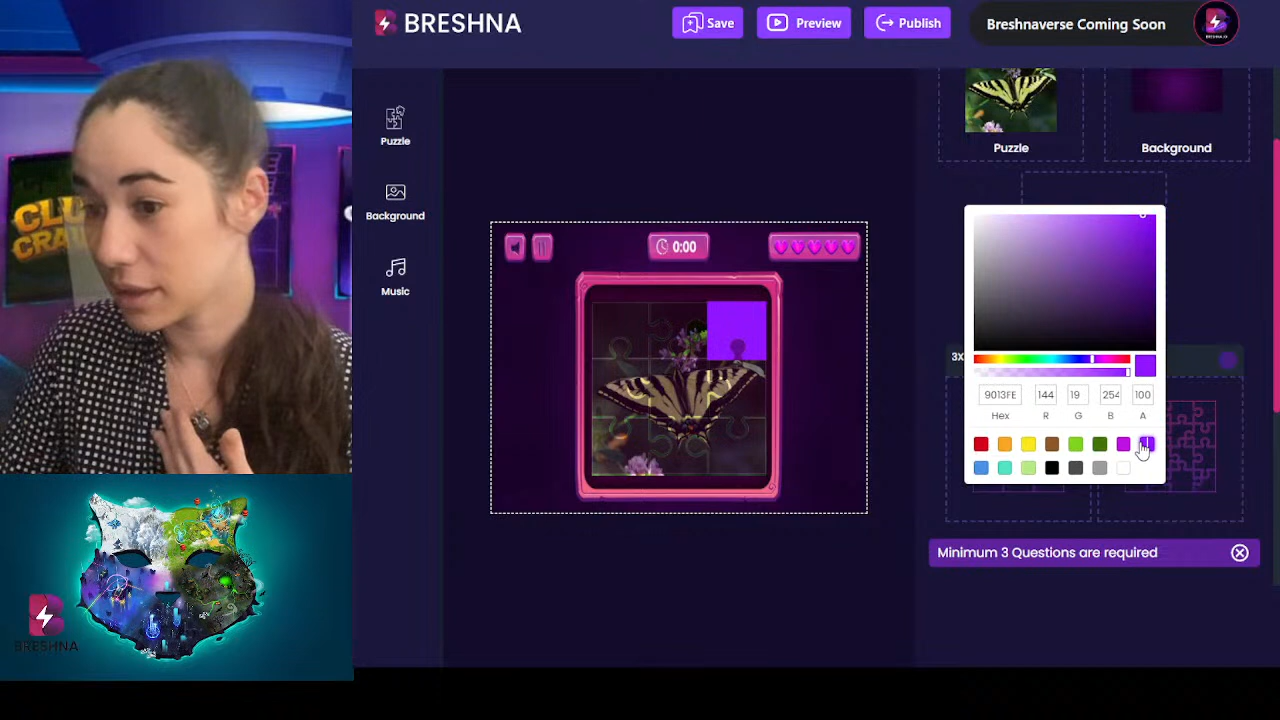 BRESHNA
Save
Preview
Publish
Breshnaverse Coming Soon
Puzzle
Background
Music
0:00
Puzzle
Background
3X
9013FE
144
19
254
100
Hex
R
G
B
A
Minimum 3 Questions are required
BRESHNA